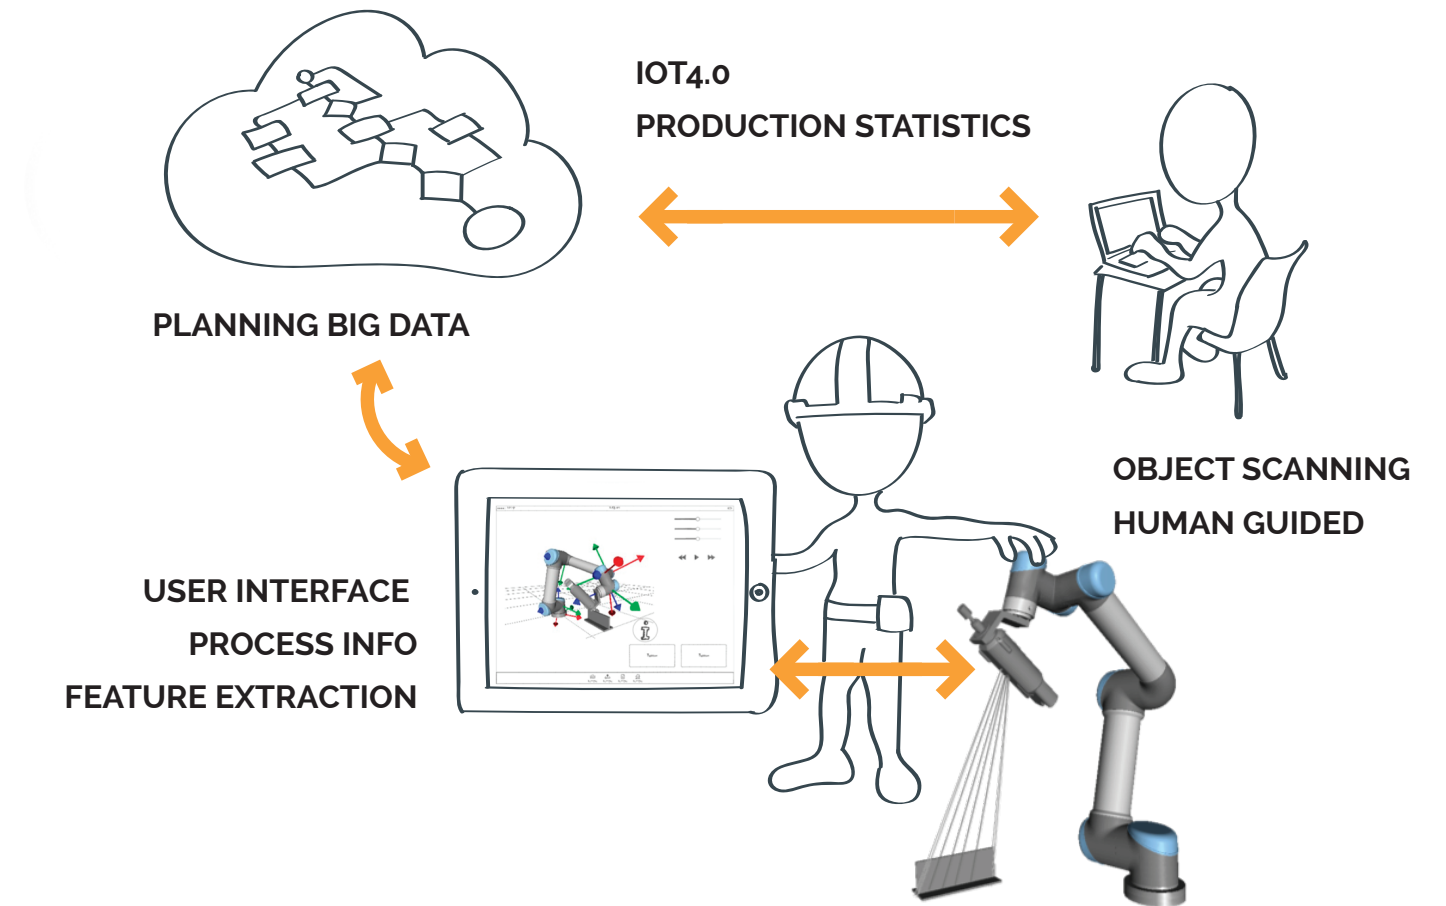 IOT4.0
PRODUCTION STATISTICS
PLANNING BIG DATA
OBJECT SCANNING
HUMAN GUIDED
USER INTERFACE
PROCESS INFO
FEATURE EXTRACTION
i